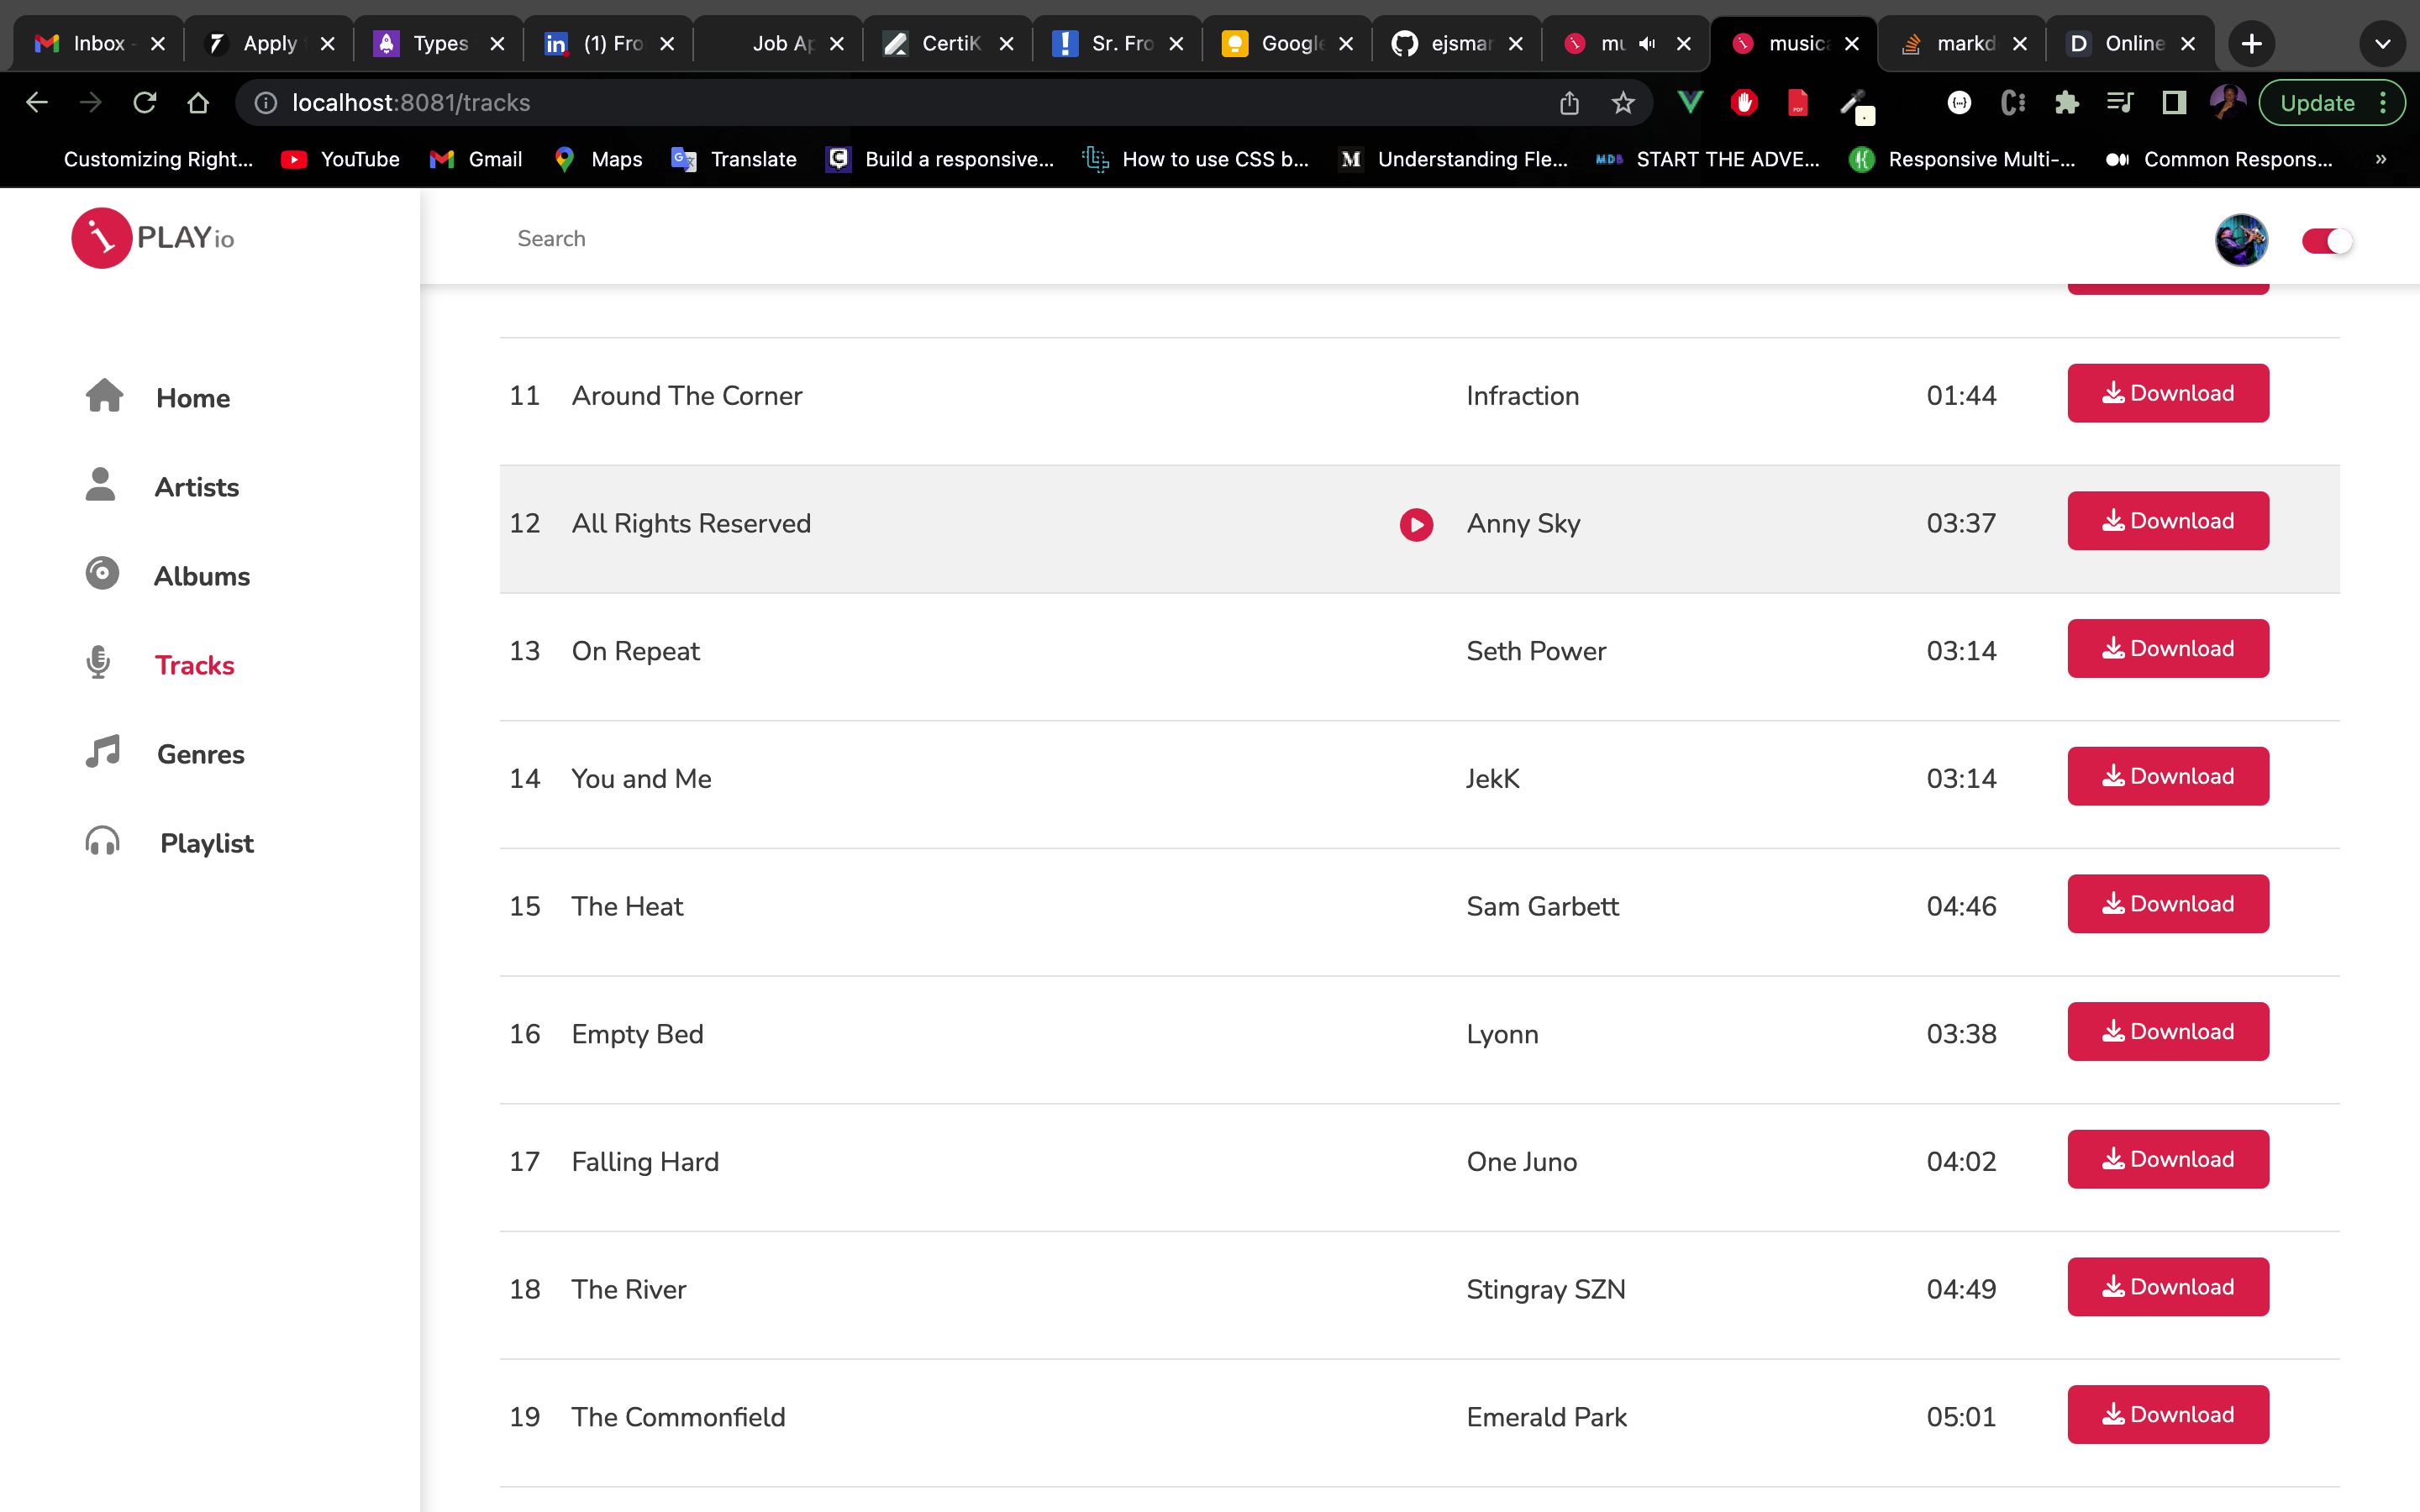 Inbox
Apply
Types
(1) Fro
Job Ap
CertiK
Sr. Fro
Google
ejsmar
mu
musica
markd
Online
localhost:8081/tracks
Update
Customizing Right...
YouTube
Gmail
Maps
Translate
Build a responsive...
How to use CSS b...
Understanding Fle...
START THE ADVE...
Responsive Multi-...
Common Respons...
»
i PLAY io
Search
Home
Artists
Albums
Tracks
Genres
Playlist
11 Around The Corner Infraction 01:44 Download
12 All Rights Reserved Anny Sky 03:37 Download
13 On Repeat Seth Power 03:14 Download
14 You and Me JekK 03:14 Download
15 The Heat Sam Garbett 04:46 Download
16 Empty Bed Lyonn 03:38 Download
17 Falling Hard One Juno 04:02 Download
18 The River Stingray SZN 04:49 Download
19 The Commonfield Emerald Park 05:01 Download